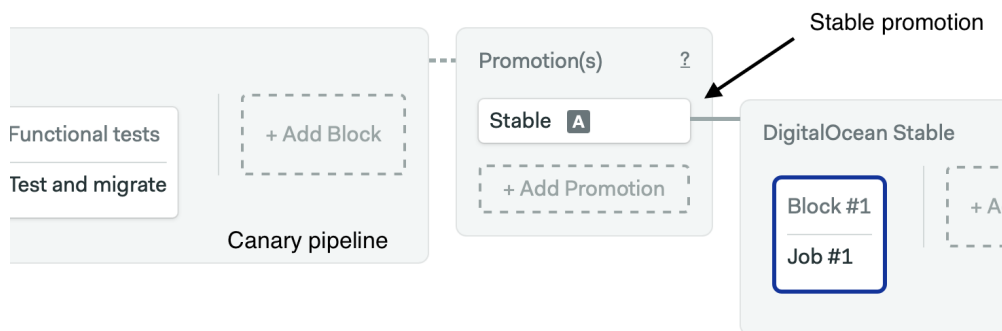 Stable promotion
Promotion(s) ?
Functional tests
+ Add Block
Stable A
DigitalOcean Stable
Test and migrate
+ Add Promotion
Block #1
+ A
Canary pipeline
Job #1